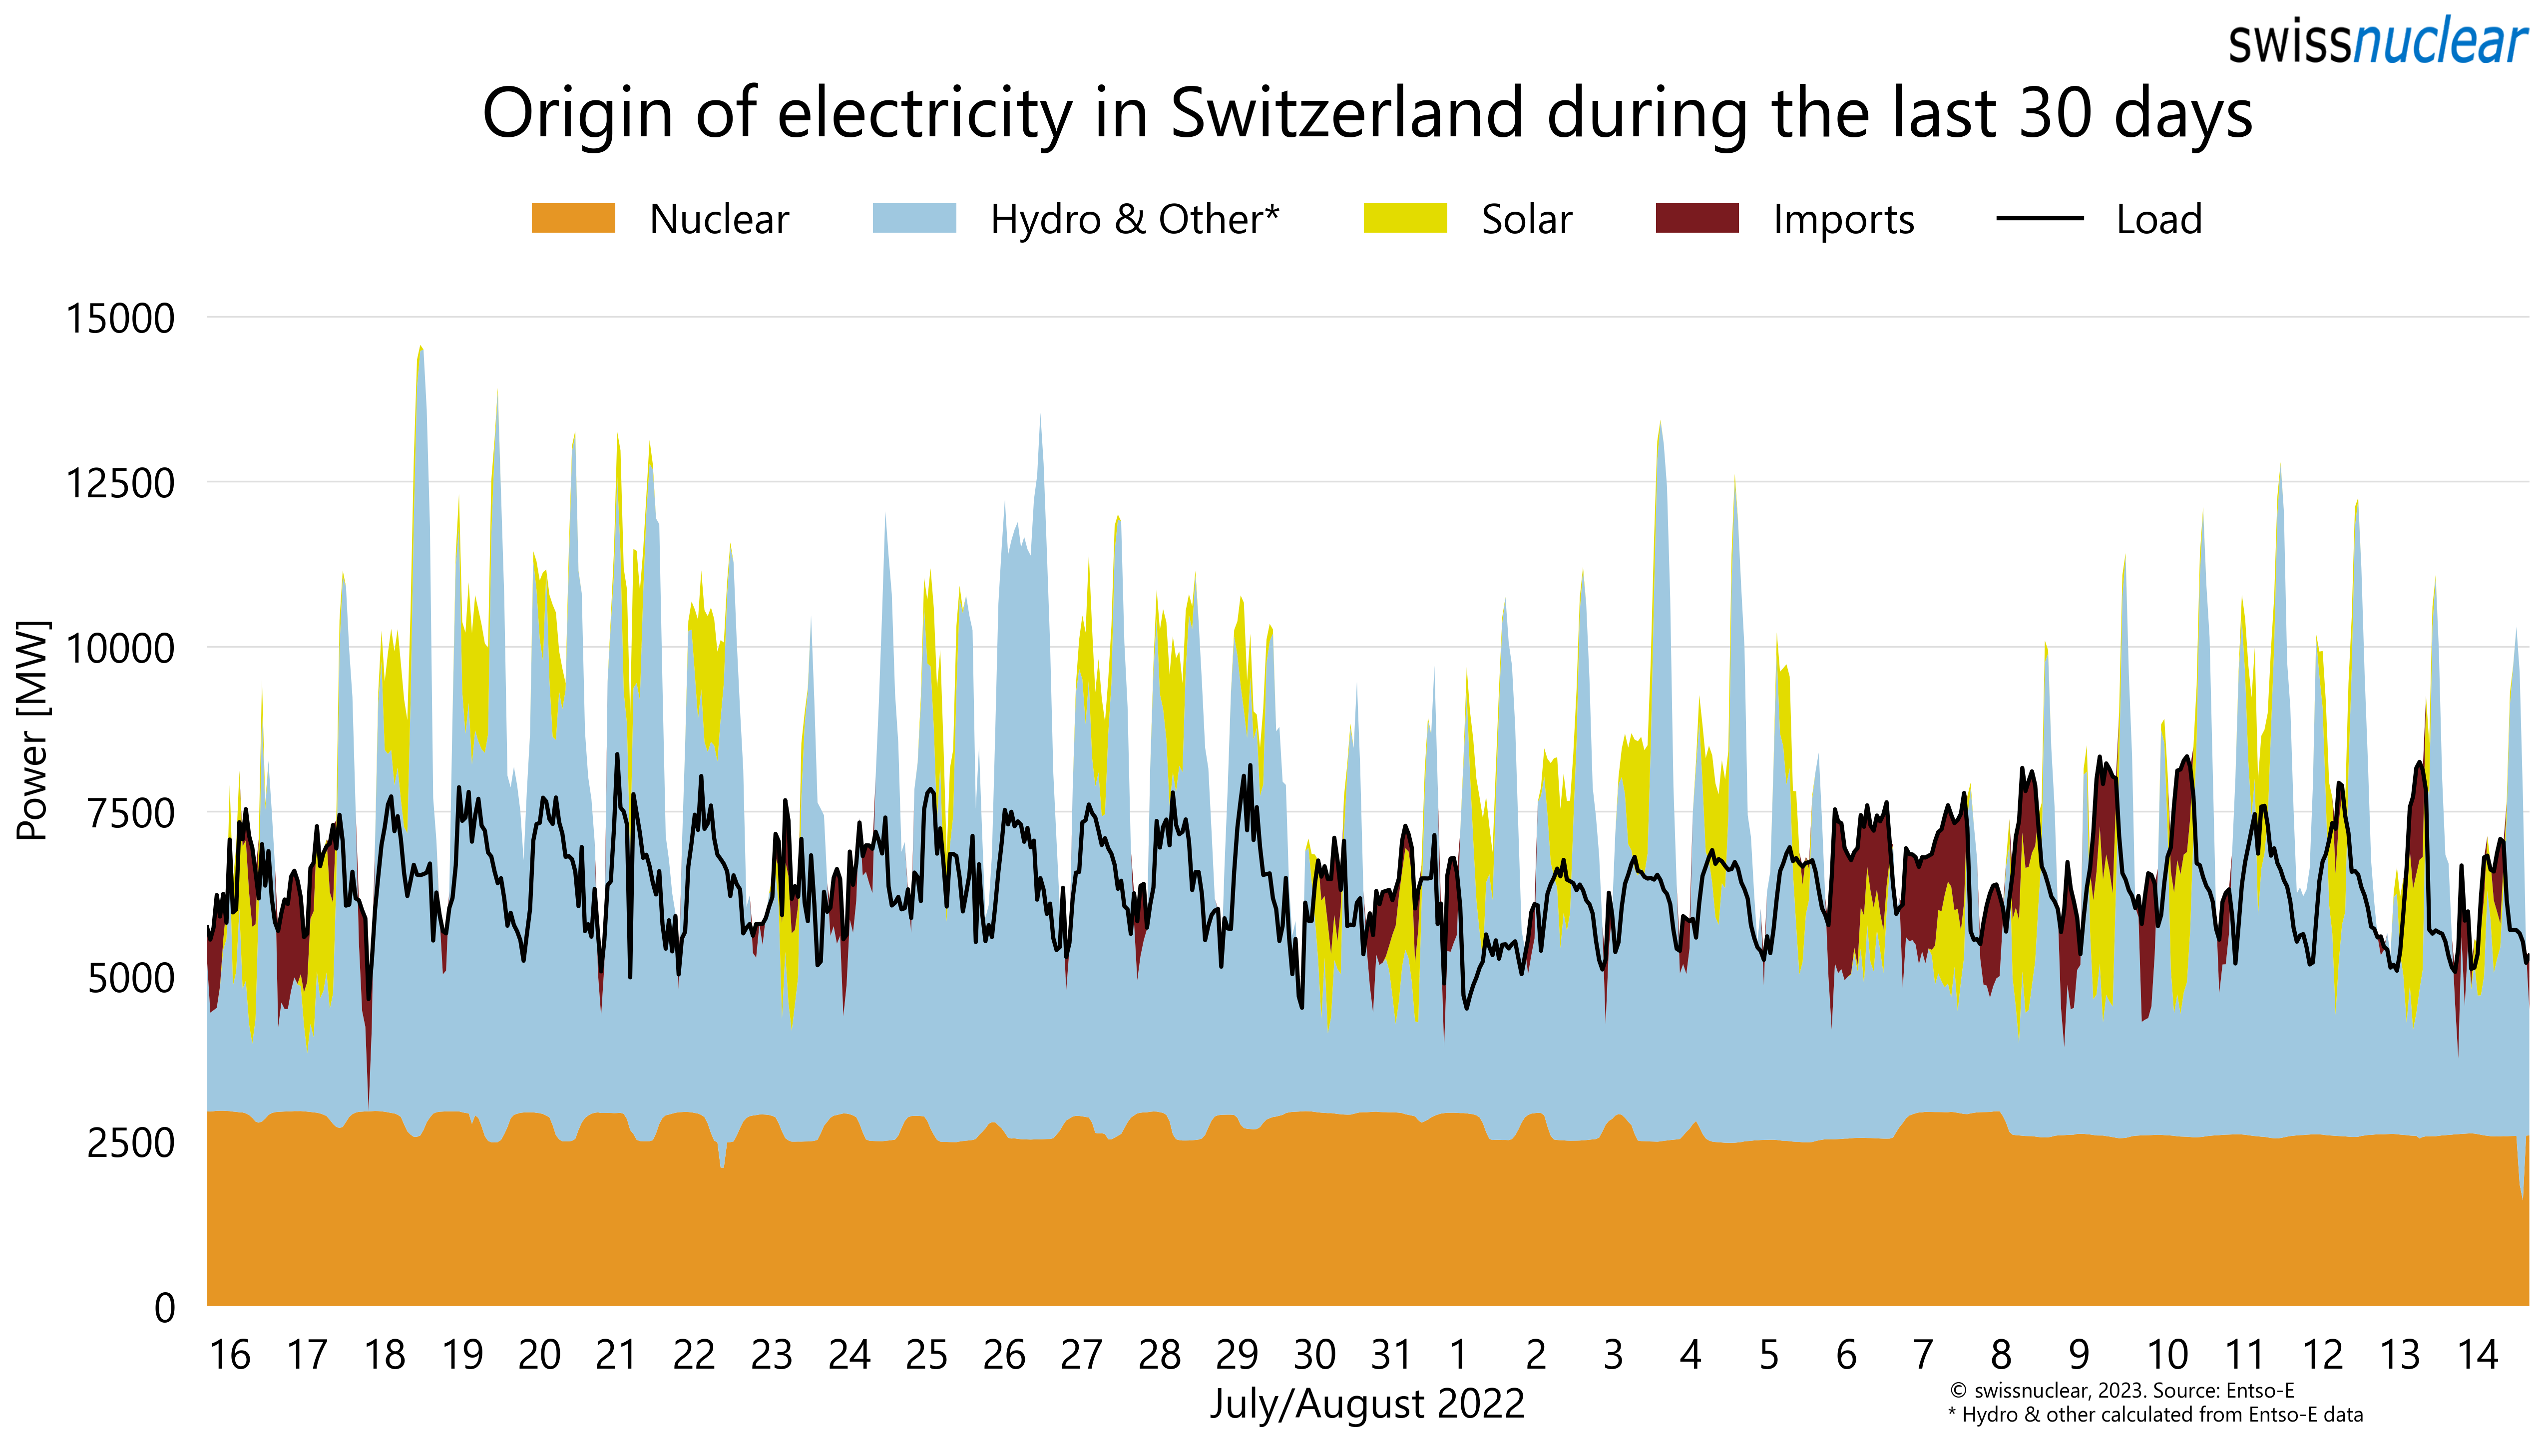 swissnuclear
Origin of electricity in Switzerland during the last 30 days
Nuclear Hydro & Other* Solar Imports Load
15000
12500
10000
7500
5000
2500
0
Power [MW]
16 17 18 19 20 21 22 23 24 25 26 27 28 29 30 31 1 2 3 4 5 6 7 8 9 10 11 12 13 14
July/August 2022
© swissnuclear, 2023. Source: Entso-E
* Hydro & other calculated from Entso-E data